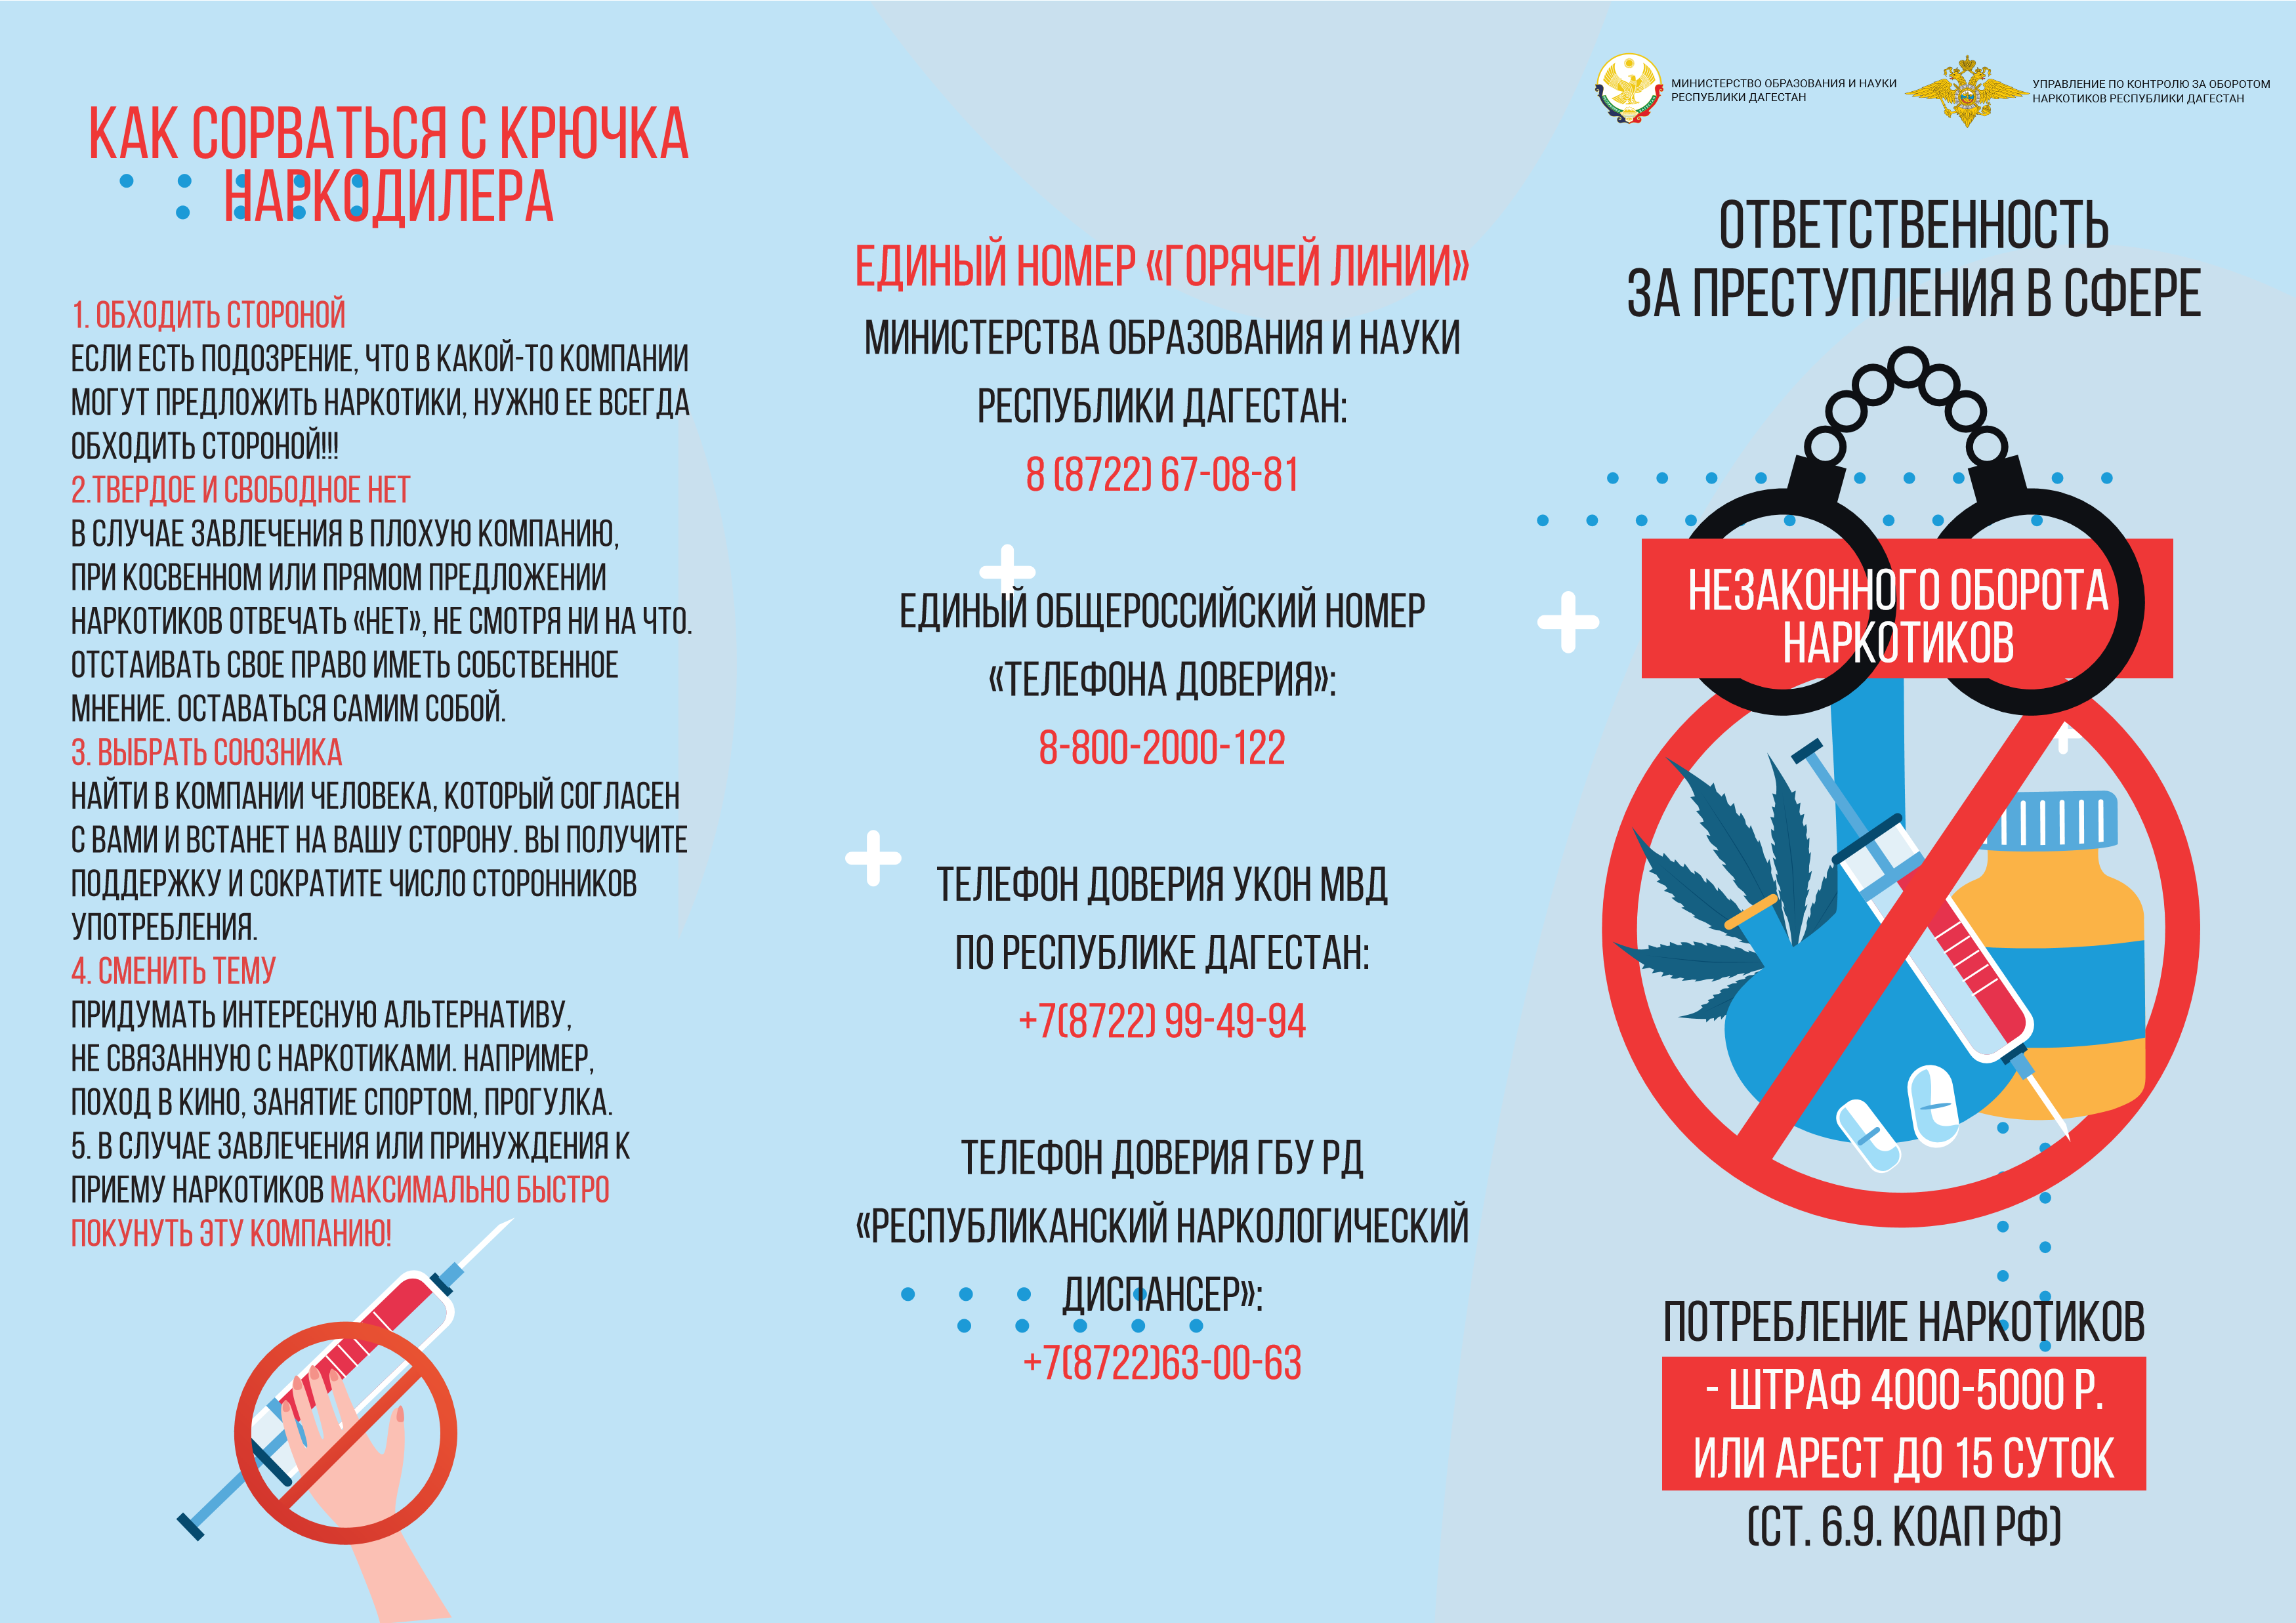 КАК СОРВАТЬСЯ С КРЮЧКА
НАРКОДИЛЕРА
1. ОБХОДИТЬ СТОРОНОЙ
ЕСЛИ ЕСТЬ ПОДОЗРЕНИЕ, ЧТО В КАКОЙ-ТО КОМПАНИИ
МОГУТ ПРЕДЛОЖИТЬ НАРКОТИКИ, НУЖНО ЕЕ ВСЕГДА
ОБХОДИТЬ СТОРОНОЙ!!!
2.ТВЕРДОЕ И СВОБОДНОЕ НЕТ
В СЛУЧАЕ ЗАВЛЕЧЕНИЯ В ПЛОХУЮ КОМПАНИЮ,
ПРИ КОСВЕННОМ ИЛИ ПРЯМОМ ПРЕДЛОЖЕНИИ
НАРКОТИКОВ ОТВЕЧАТЬ «НЕТ», НЕ СМОТРЯ НИ НА ЧТО.
ОТСТАИВАТЬ СВОЕ ПРАВО ИМЕТЬ СОБСТВЕННОЕ
МНЕНИЕ. ОСТАВАТЬСЯ САМИМ СОБОЙ.
3. ВЫБРАТЬ СОЮЗНИКА
НАЙТИ В КОМПАНИИ ЧЕЛОВЕКА, КОТОРЫЙ СОГЛАСЕН
С ВАМИ И ВСТАНЕТ НА ВАШУ СТОРОНУ. ВЫ ПОЛУЧИТЕ
ПОДДЕРЖКУ И СОКРАТИТЕ ЧИСЛО СТОРОННИКОВ
УПОТРЕБЛЕНИЯ.
4. СМЕНИТЬ ТЕМУ
ПРИДУМАТЬ ИНТЕРЕСНУЮ АЛЬТЕРНАТИВУ,
НЕ СВЯЗАННУЮ С НАРКОТИКАМИ. НАПРИМЕР,
ПОХОД В КИНО, ЗАНЯТИЕ СПОРТОМ, ПРОГУЛКА.
5. В СЛУЧАЕ ЗАВЛЕЧЕНИЯ ИЛИ ПРИНУЖДЕНИЯ К
ПРИЕМУ НАРКОТИКОВ МАКСИМАЛЬНО БЫСТРО
ПОКУНУТЬ ЭТУ КОМПАНИЮ!
ЕДИНЫЙ НОМЕР «ГОРЯЧЕЙ ЛИНИИ»
МИНИСТЕРСТВА ОБРАЗОВАНИЯ И НАУКИ
РЕСПУБЛИКИ ДАГЕСТАН:
8 (8722) 67-08-81
ЕДИНЫЙ ОБЩЕРОССИЙСКИЙ НОМЕР
«ТЕЛЕФОНА ДОВЕРИЯ»:
8-800-2000-122
ТЕЛЕФОН ДОВЕРИЯ УКОН МВД
ПО РЕСПУБЛИКЕ ДАГЕСТАН:
+7(8722) 99-49-94
ТЕЛЕФОН ДОВЕРИЯ ГБУ РД
«РЕСПУБЛИКАНСКИЙ НАРКОЛОГИЧЕСКИЙ
ДИСПАНСЕР»:
+7(8722)63-00-63
МИНИСТЕРСТВО ОБРАЗОВАНИЯ И НАУКИ
РЕСПУБЛИКИ ДАГЕСТАН
УПРАВЛЕНИЕ ПО КОНТРОЛЮ ЗА ОБОРОТОМ
НАРКОТИКОВ РЕСПУБЛИКИ ДАГЕСТАН
ОТВЕТСТВЕННОСТЬ
ЗА ПРЕСТУПЛЕНИЯ В СФЕРЕ
НЕЗАКОННОГО ОБОРОТА
НАРКОТИКОВ
ПОТРЕБЛЕНИЕ НАРКОТИКОВ
- ШТРАФ 4000-5000 Р.
ИЛИ АРЕСТ ДО 15 СУТОК
(СТ. 6.9. КОАП РФ)